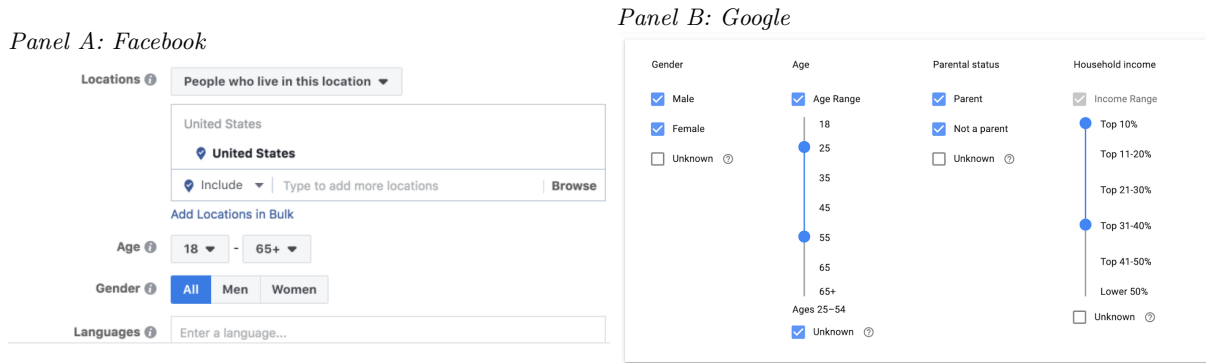 Panel A: Facebook
Locations
People who live in this location
United States
United States
Include Type to add more locations Browse
Add Locations in Bulk
Age 18 - 65+
Gender All Men Women
Languages Enter a language...
Panel B: Google
Gender
Male
Female
Unknown
Age
Age Range
18
25
35
45
55
65
65+
Ages 25–54
Unknown
Parental status
Parent
Not a parent
Unknown
Household income
Income Range
Top 10%
Top 11-20%
Top 21-30%
Top 31-40%
Top 41-50%
Lower 50%
Unknown